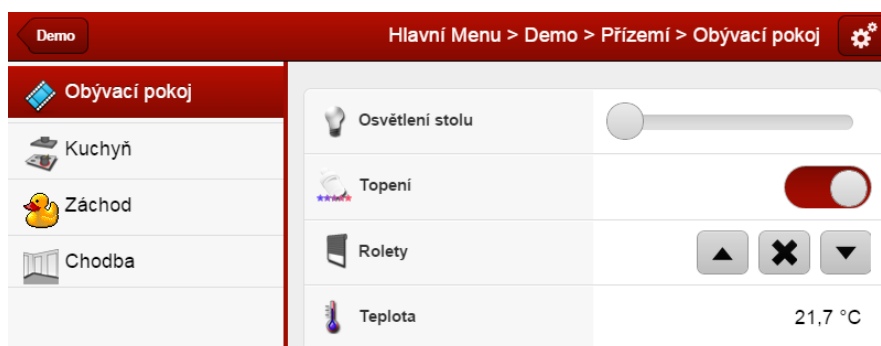 Demo
Hlavní Menu > Demo > Přízemí > Obývací pokoj
Obývací pokoj
Kuchyň
Záchod
Chodba
Osvětlení stolu
Topení
Rolety
Teplota
21,7 °C